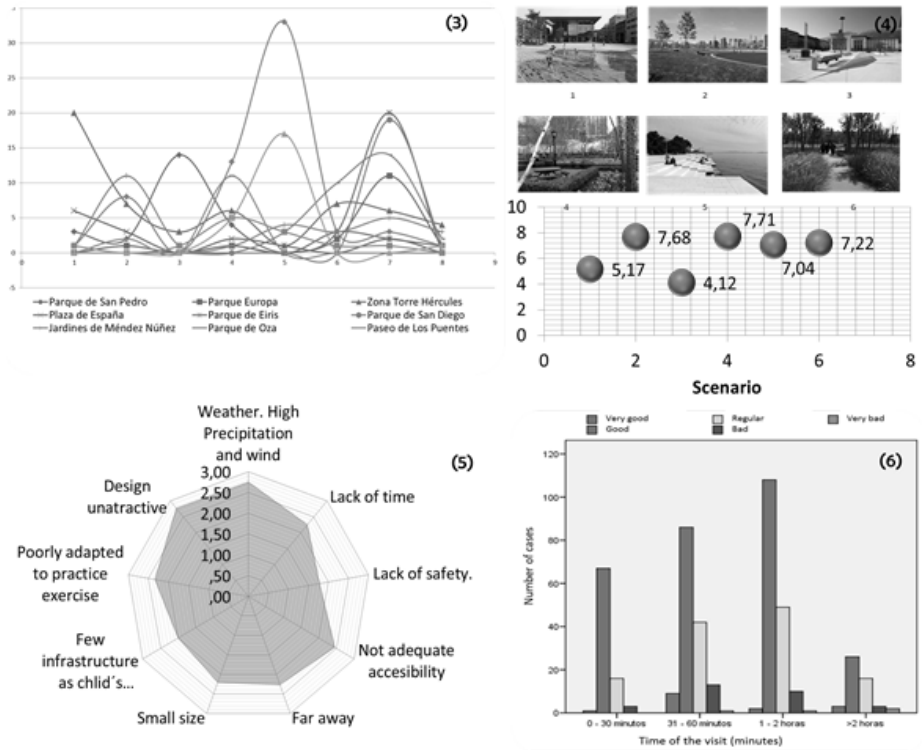 (3)
35
30
25
20
15
10
5
0
-5
0 1 2 3 4 5 6 7 8 9
Parque de San Pedro Parque Europa Zona Torre Hércules
Plaza de España Parque de Eiris Parque de San Diego
Jardines de Méndez Núñez Parque de Oza Paseo de Los Puentes
(4)
1 2 3
4 5 6
10
8
6
4
2
0
5,17 7,68 4,12 7,71 7,04 7,22
0 2 4 6 8
Scenario
(5)
Weather. High
Precipitation
and wind
Lack of time
Lack of safety.
Not adequate
accesibility
Far away
Small size
Few
infrastructure
as chlid´s...
Poorly adapted
to practice
exercise
Design
unatractive
3,00
2,50
2,00
1,50
1,00
,50
,00
(6)
Very good Regular Very bad
Good Bad
Number of cases
120
100
80
60
40
20
0
0 - 30 minutos 31 - 60 minutos 1 - 2 horas >2 horas
Time of the visit (minutes)